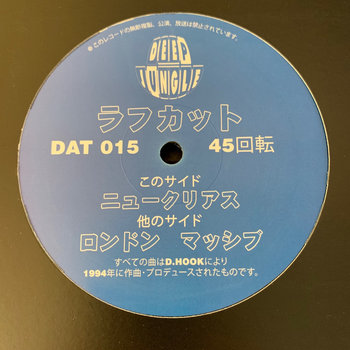 ※このレコードの無断複製、公演、放送は禁止されています。
DEEP
JUNGLE
ラフカット
DAT 015 45回転
このサイド
ニュークリアス
他のサイド
ロンドン マッシブ
すべての曲はD.HOOKにより
1994年に作曲・プロデュースされたものです。